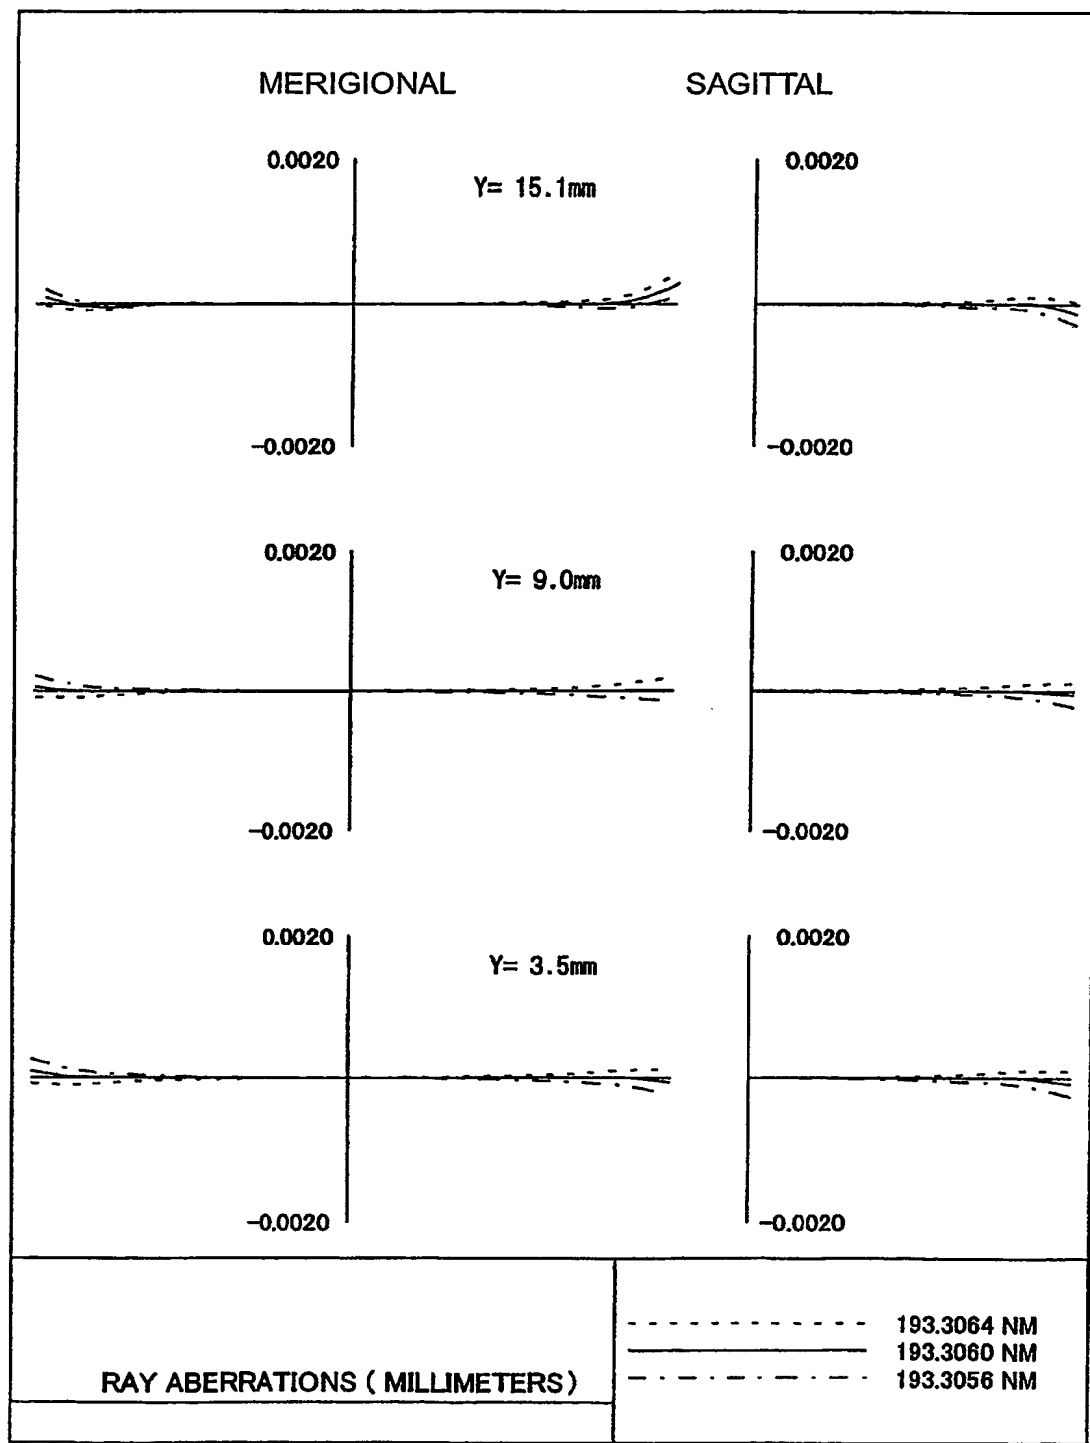 MERIGIONAL SAGITTAL
0.0020 0.0020
Y= 15.1mm
-0.0020 -0.0020
0.0020 0.0020
Y= 9.0mm
-0.0020 -0.0020
0.0020 0.0020
Y= 3.5mm
-0.0020 -0.0020
193.3064 NM
193.3060 NM
193.3056 NM
RAY ABERRATIONS ( MILLIMETERS )